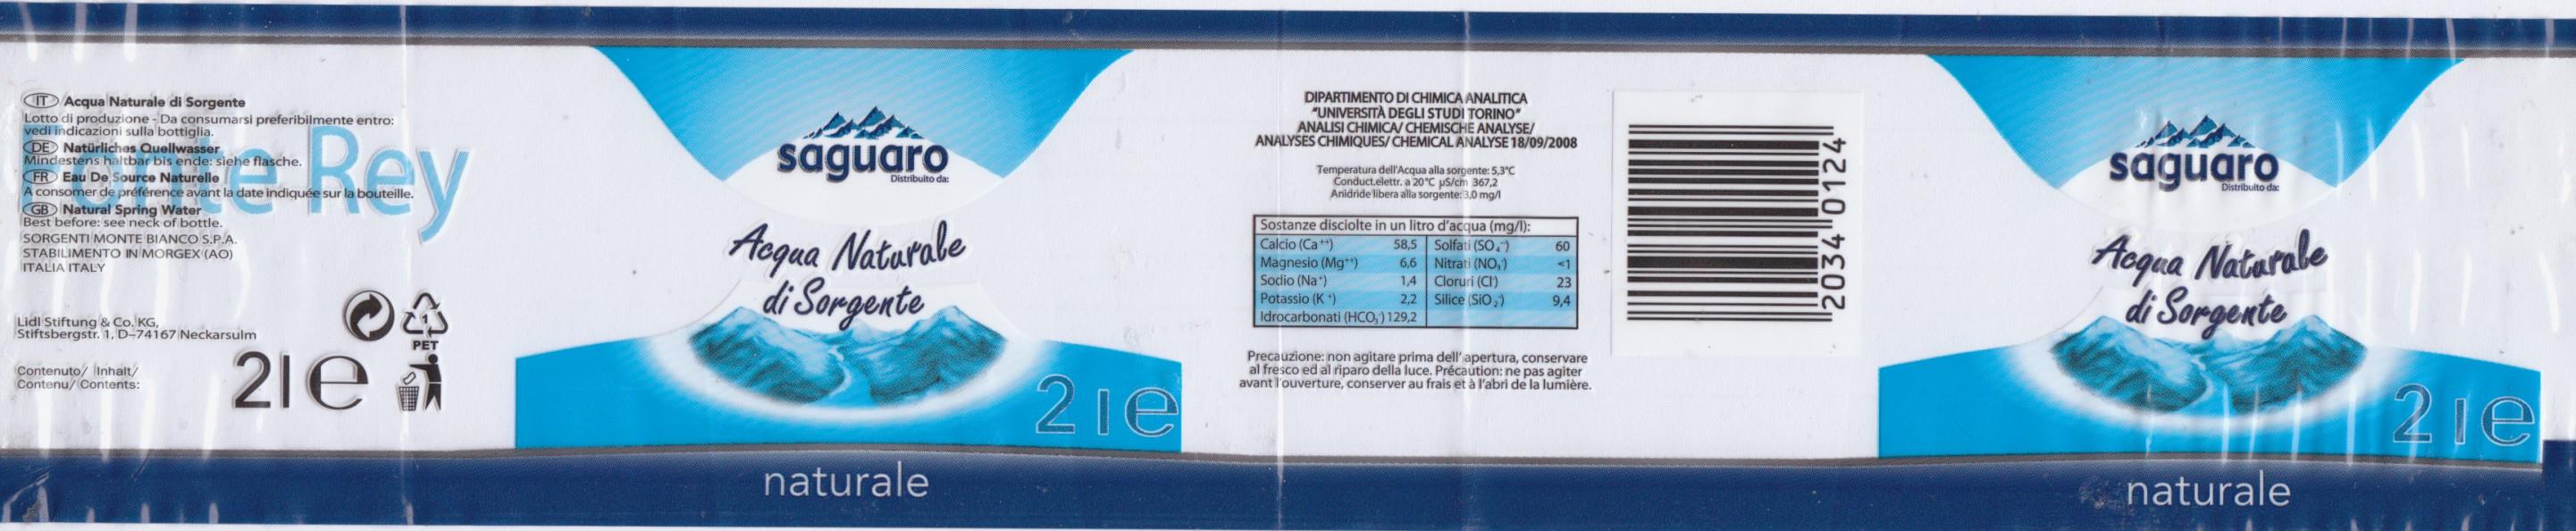 IT Acqua Naturale di Sorgente
Lotto di produzione - Da consumarsi preferibilmente entro:
vedi indicazioni sulla bottiglia.
DE Natürliches Quellwasser
Mindestens haltbar bis ende: siehe flasche.
FR Eau De Source Naturelle
A consomer de préférence avant la date indiquée sur la bouteille.
GB Natural Spring Water
Best before: see neck of bottle.
SORGENTI MONTE BIANCO S.P.A.
STABILIMENTO IN MORGEX (AO)
ITALIA ITALY
Rey
Lidl Stiftung & Co. KG,
Stiftsbergstr. 1, D-74167 Neckarsulm
Contenuto/ Inhalt/
Contenu/ Contents:
2l e
1
PET
saguaro
Distribuito da:
Acqua Naturale
di Sorgente
2l e
naturale
DIPARTIMENTO DI CHIMICA ANALITICA
"UNIVERSITÀ DEGLI STUDI TORINO"
ANALISI CHIMICA/ CHEMISCHE ANALYSE/
ANALYSES CHIMIQUES/ CHEMICAL ANALYSE 18/09/2008
Temperatura dell'Acqua alla sorgente: 5,3°C
Conduct.elettr. a 20°C µS/cm 367,2
Anidride libera alla sorgente: 3,0 mg/l
Sostanze disciolte in un litro d'acqua (mg/l):
Calcio (Ca⁺⁺) 58,5 Solfati (SO₄⁻) 60
Magnesio (Mg⁺⁺) 6,6 Nitrati (NO₃⁻) <1
Sodio (Na⁺) 1,4 Cloruri (Cl⁻) 23
Potassio (K⁺) 2,2 Silice (SiO₂) 9,4
Idrocarbonati (HCO₃⁻) 129,2
Precauzione: non agitare prima dell' apertura, conservare
al fresco ed al riparo della luce. Précaution: ne pas agiter
avant l'ouverture, conserver au frais et à l'abri de la lumière.
2034 0124
saguaro
Distribuito da:
Acqua Naturale
di Sorgente
2l e
naturale